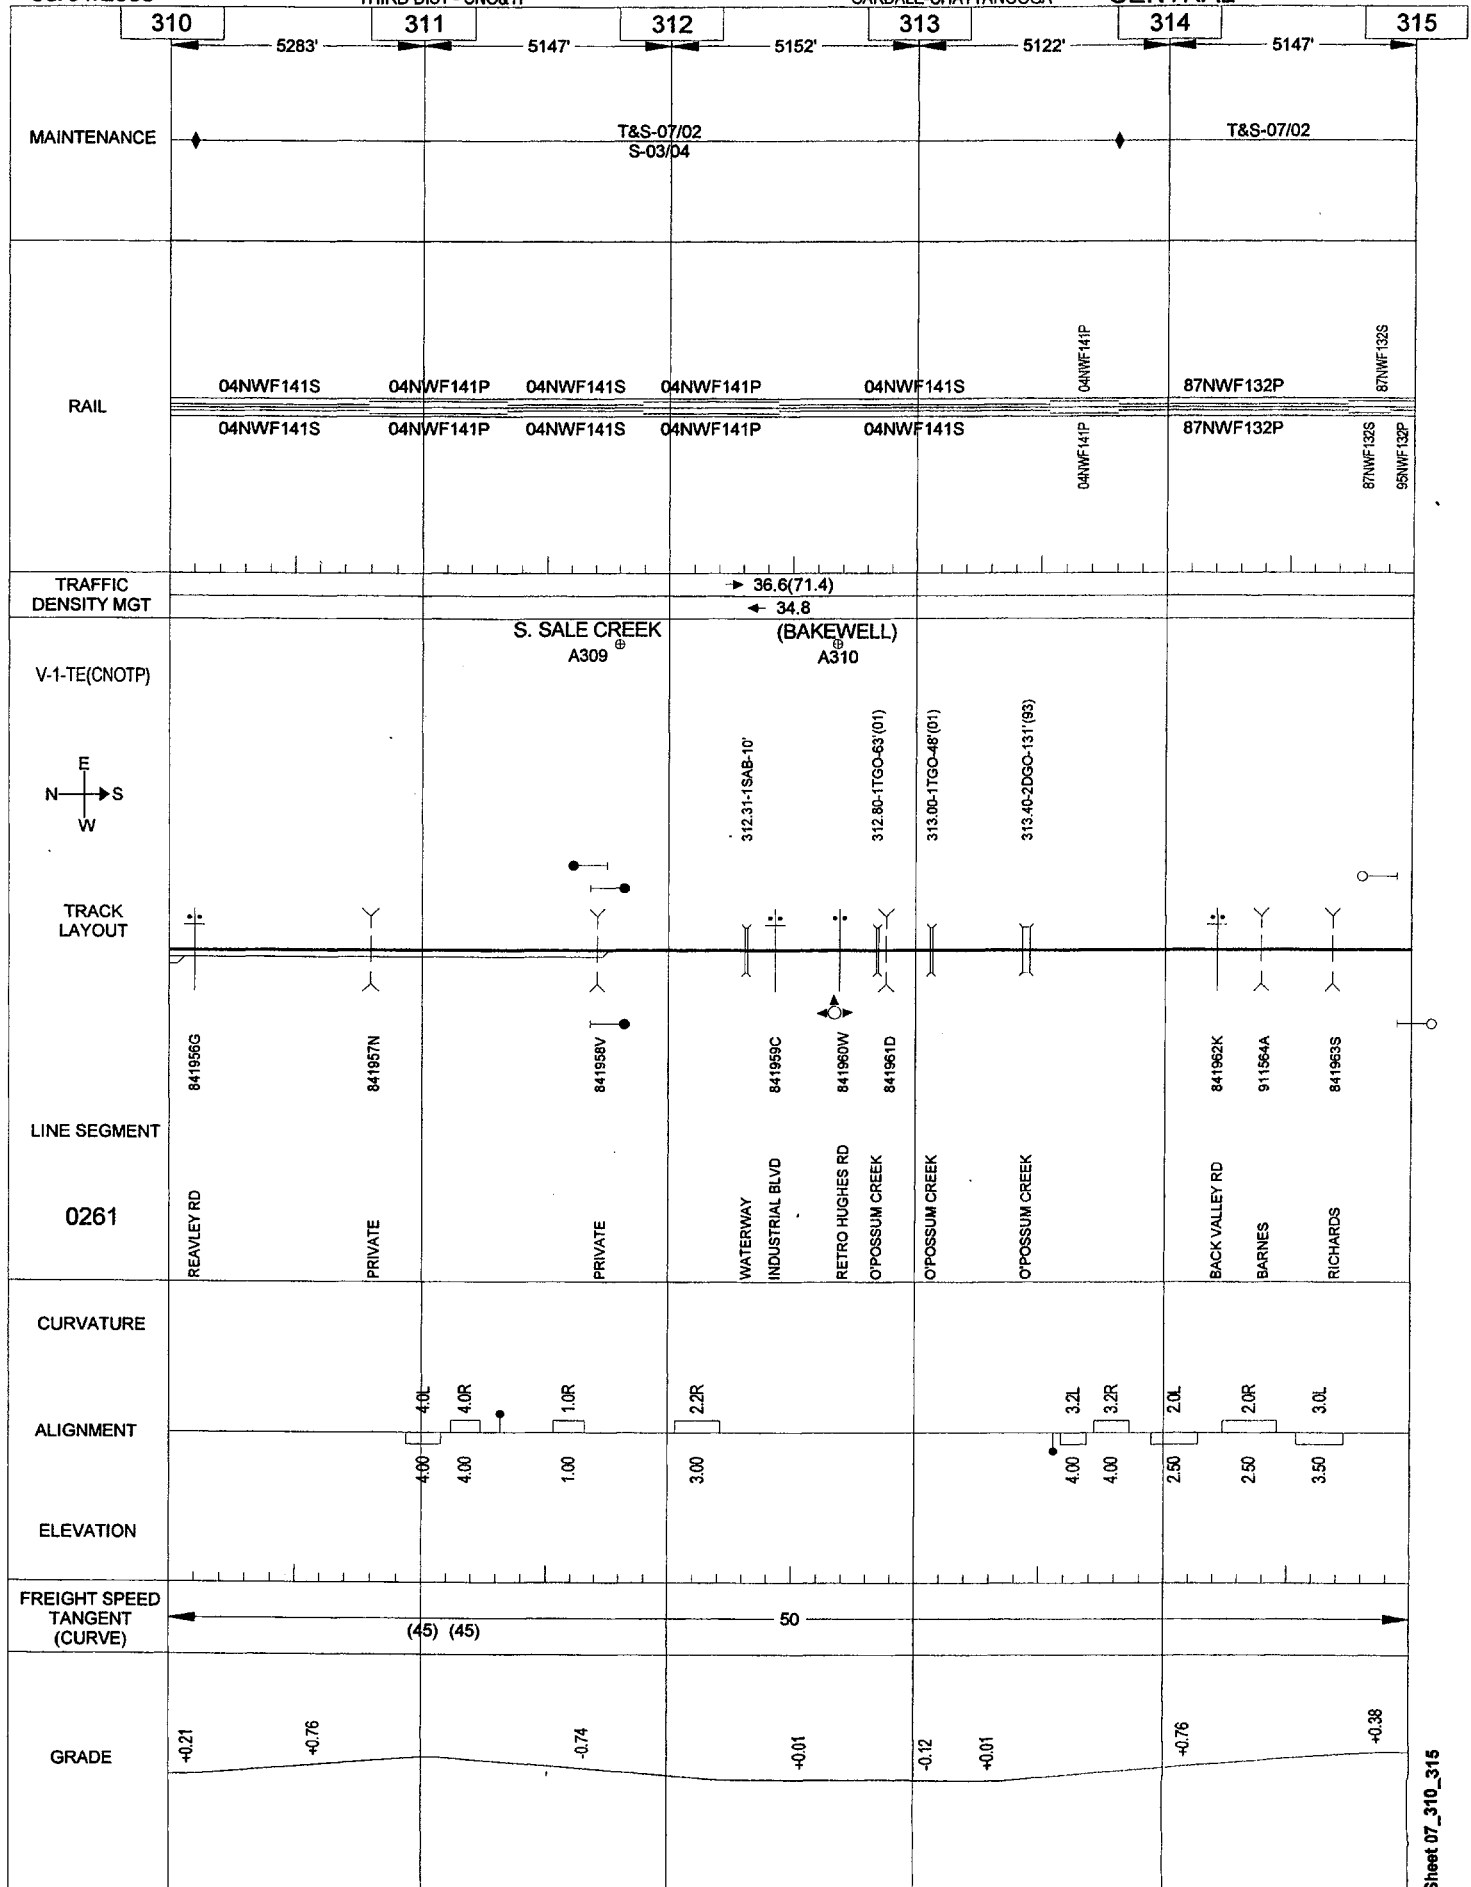 310 311 312 313 314 315
5283' 5147' 5152' 5122' 5147'
MAINTENANCE
T&S-07/02
S-03/04
T&S-07/02
RAIL
04NWF141S 04NWF141P 04NWF141S 04NWF141P 04NWF141S 04NWF141P 87NWF132P 87NWF132S
04NWF141S 04NWF141P 04NWF141S 04NWF141P 04NWF141S 04NWF141P 87NWF132P 87NWF132S 95NWF132P
TRAFFIC
DENSITY MGT
36.6(71.4)
34.8
V-1-TE(CNOTP)
S. SALE CREEK
A309
(BAKEWELL)
A310
E
N S
W
312.31-1SAB-10'
312.80-1TGO-63'(01)
313.00-1TGO-48'(01)
313.40-2DGO-131'(93)
TRACK
LAYOUT
841956G
841957N
841958V
841959C
841960W
841961D
841962K
911564A
841963S
LINE SEGMENT
0261
REAVLEY RD
PRIVATE
PRIVATE
WATERWAY
INDUSTRIAL BLVD
RETRO HUGHES RD
O'POSSUM CREEK
O'POSSUM CREEK
O'POSSUM CREEK
BACK VALLEY RD
BARNES
RICHARDS
CURVATURE
ALIGNMENT
4.0L 4.0R 1.0R 2.2R 3.2L 3.2R 2.0L 2.0R 3.0L
4.00 4.00 1.00 3.00 4.00 4.00 2.50 2.50 3.50
ELEVATION
FREIGHT SPEED
TANGENT
(CURVE)
50
(45) (45)
GRADE
+0.21 +0.76 -0.74 +0.01 -0.12 +0.01 +0.76 +0.38
Sheet 07_310_315